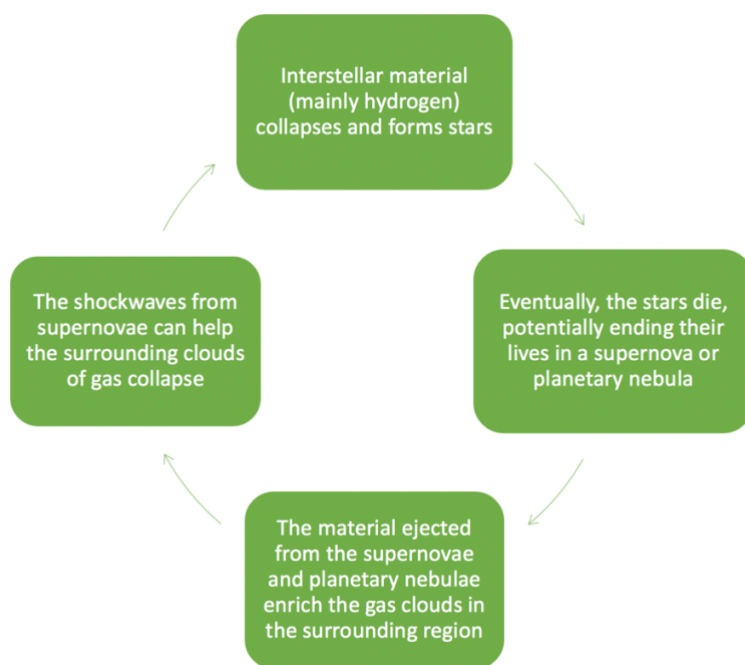 Interstellar material
(mainly hydrogen)
collapses and forms stars
Eventually, the stars die,
potentially ending their
lives in a supernova or
planetary nebula
The material ejected
from the supernovae
and planetary nebulae
enrich the gas clouds in
the surrounding region
The shockwaves from
supernovae can help
the surrounding clouds
of gas collapse